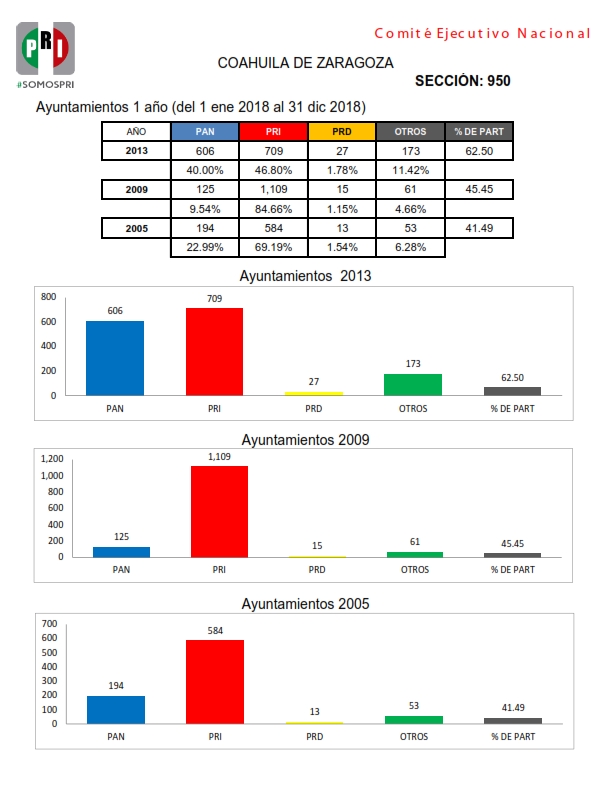 Comité Ejecutivo Nacional
PRI
#SOMOSPRI
COAHUILA DE ZARAGOZA
SECCIÓN: 950
Ayuntamientos 1 año (del 1 ene 2018 al 31 dic 2018)
AÑO PAN PRI PRD OTROS % DE PART
2013 606 709 27 173 62.50
40.00% 46.80% 1.78% 11.42%
2009 125 1,109 15 61 45.45
9.54% 84.66% 1.15% 4.66%
2005 194 584 13 53 41.49
22.99% 69.19% 1.54% 6.28%
Ayuntamientos 2013
800
600
400
200
0
606 709 27 173 62.50
PAN PRI PRD OTROS % DE PART
Ayuntamientos 2009
1,200
1,000
800
600
400
200
0
125 1,109 15 61 45.45
PAN PRI PRD OTROS % DE PART
Ayuntamientos 2005
700
600
500
400
300
200
100
0
194 584 13 53 41.49
PAN PRI PRD OTROS % DE PART